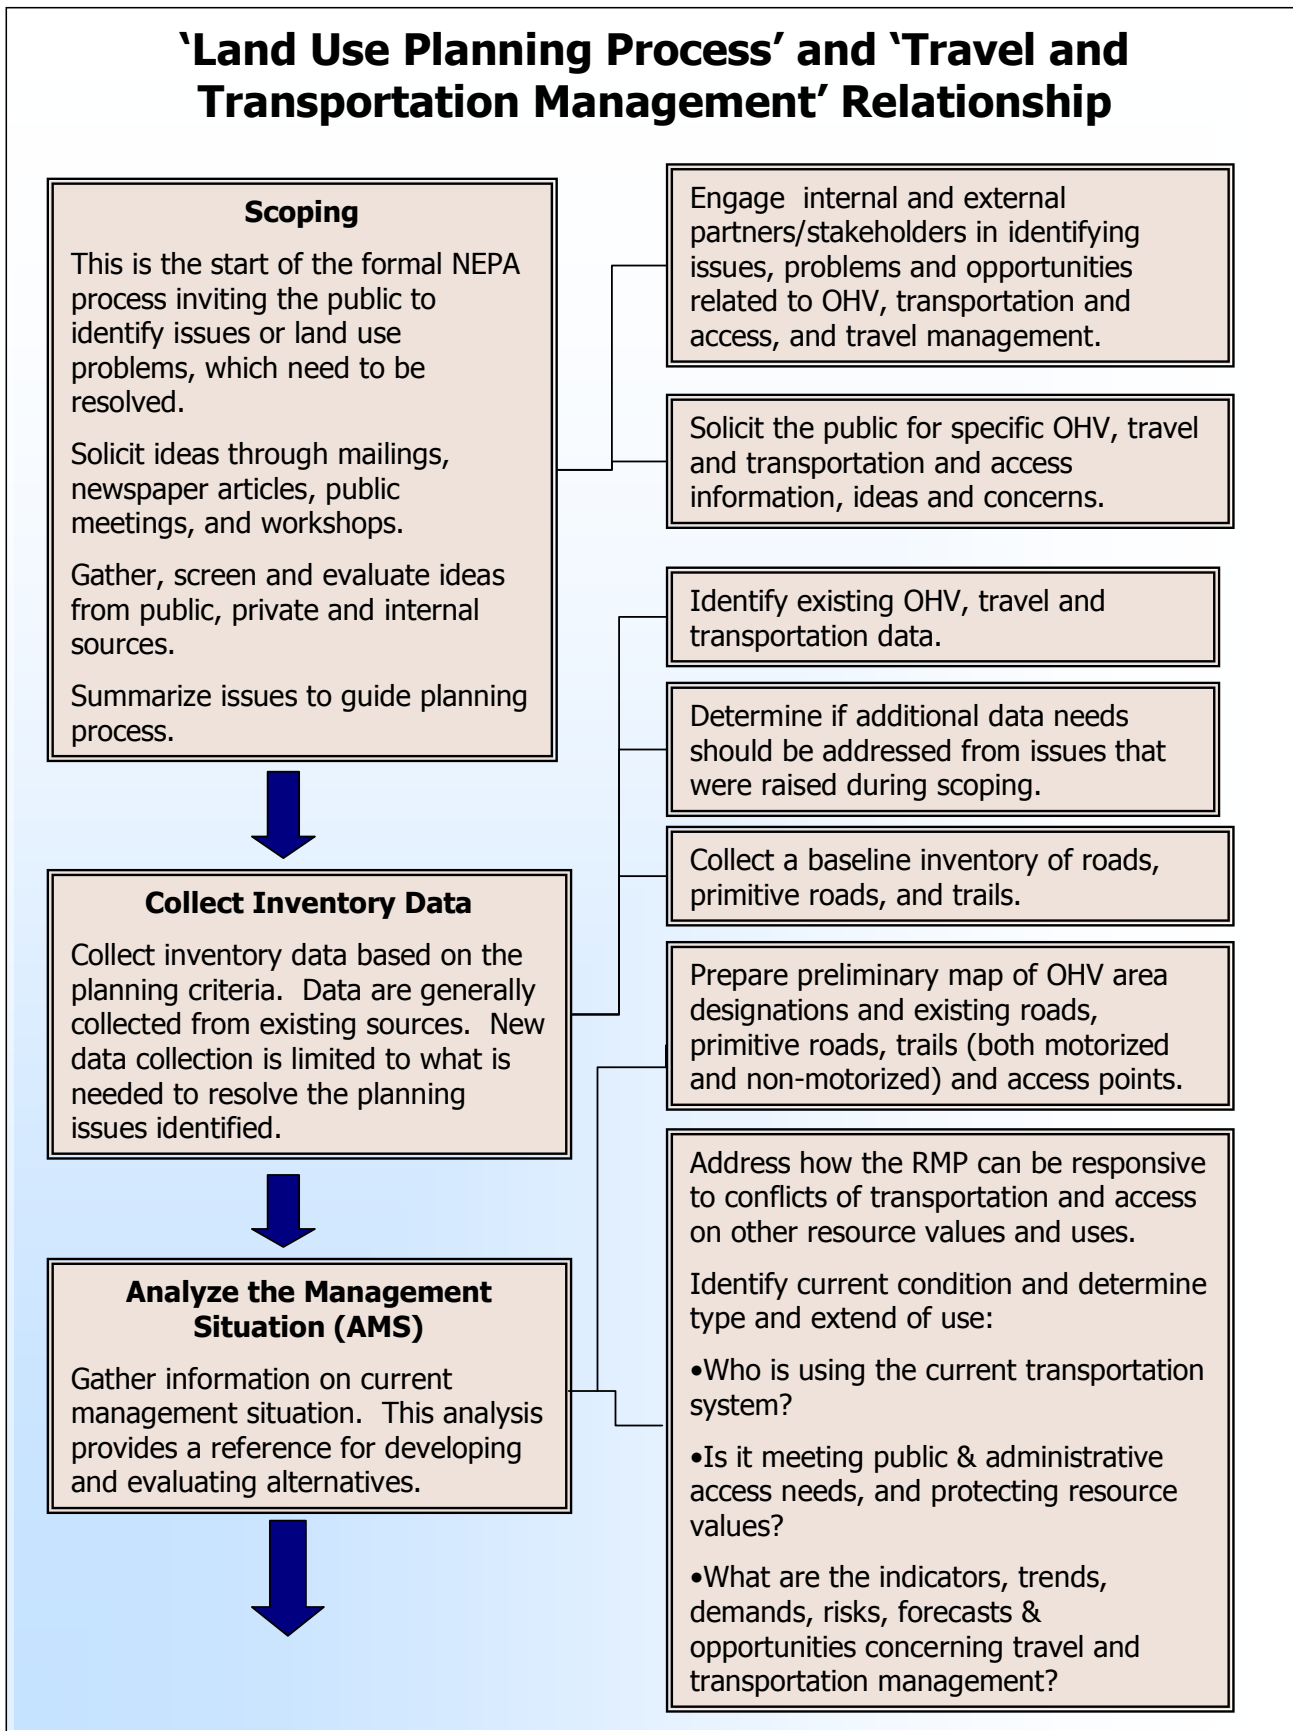 ‘Land Use Planning Process’ and ‘Travel and
Transportation Management’ Relationship
Scoping
This is the start of the formal NEPA
process inviting the public to
identify issues or land use
problems, which need to be
resolved.
Solicit ideas through mailings,
newspaper articles, public
meetings, and workshops.
Gather, screen and evaluate ideas
from public, private and internal
sources.
Summarize issues to guide planning
process.
Engage  internal and external
partners/stakeholders in identifying
issues, problems and opportunities
related to OHV, transportation and
access, and travel management.
Solicit the public for specific OHV, travel
and transportation and access
information, ideas and concerns.
Collect Inventory Data
Collect inventory data based on the
planning criteria.  Data are generally
collected from existing sources.  New
data collection is limited to what is
needed to resolve the planning
issues identified.
Identify existing OHV, travel and
transportation data.
Determine if additional data needs
should be addressed from issues that
were raised during scoping.
Collect a baseline inventory of roads,
primitive roads, and trails.
Analyze the Management
Situation (AMS)
Gather information on current
management situation.  This analysis
provides a reference for developing
and evaluating alternatives.
Prepare preliminary map of OHV area
designations and existing roads,
primitive roads, trails (both motorized
and non-motorized) and access points.
Address how the RMP can be responsive
to conflicts of transportation and access
on other resource values and uses.
Identify current condition and determine
type and extend of use:
•Who is using the current transportation
system?
•Is it meeting public & administrative
access needs, and protecting resource
values?
•What are the indicators, trends,
demands, risks, forecasts &
opportunities concerning travel and
transportation management?